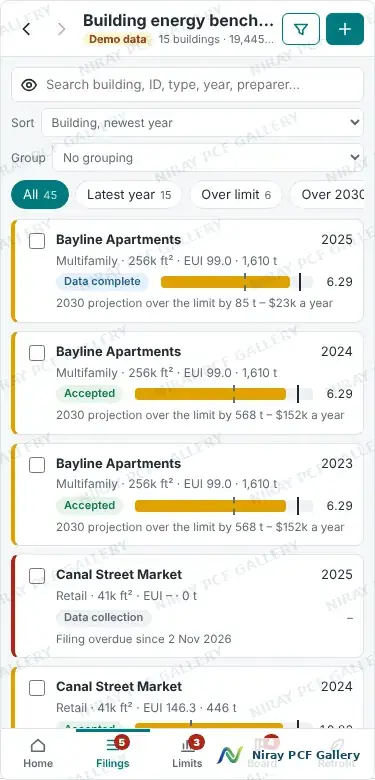 Building energy bench...
Demo data 15 buildings · 19,445...
Search building, ID, type, year, preparer...
Sort Building, newest year
Group No grouping
All 45 Latest year 15 Over limit 6 Over 2030
Bayline Apartments 2025
Multifamily · 256k ft² · EUI 99.0 · 1,610 t
Data complete 6.29
2030 projection over the limit by 85 t – $23k a year
Bayline Apartments 2024
Multifamily · 256k ft² · EUI 99.0 · 1,610 t
Accepted 6.29
2030 projection over the limit by 568 t – $152k a year
Bayline Apartments 2023
Multifamily · 256k ft² · EUI 99.0 · 1,610 t
Accepted 6.29
2030 projection over the limit by 568 t – $152k a year
Canal Street Market 2025
Retail · 41k ft² · EUI – · 0 t
Data collection –
Filing overdue since 2 Nov 2026
Canal Street Market 2024
Retail · 41k ft² · EUI 146.3 · 446 t
5 3
Home Filings Limits Board Retrofit
Niray PCF Gallery
NIRAY PCF GALLERY